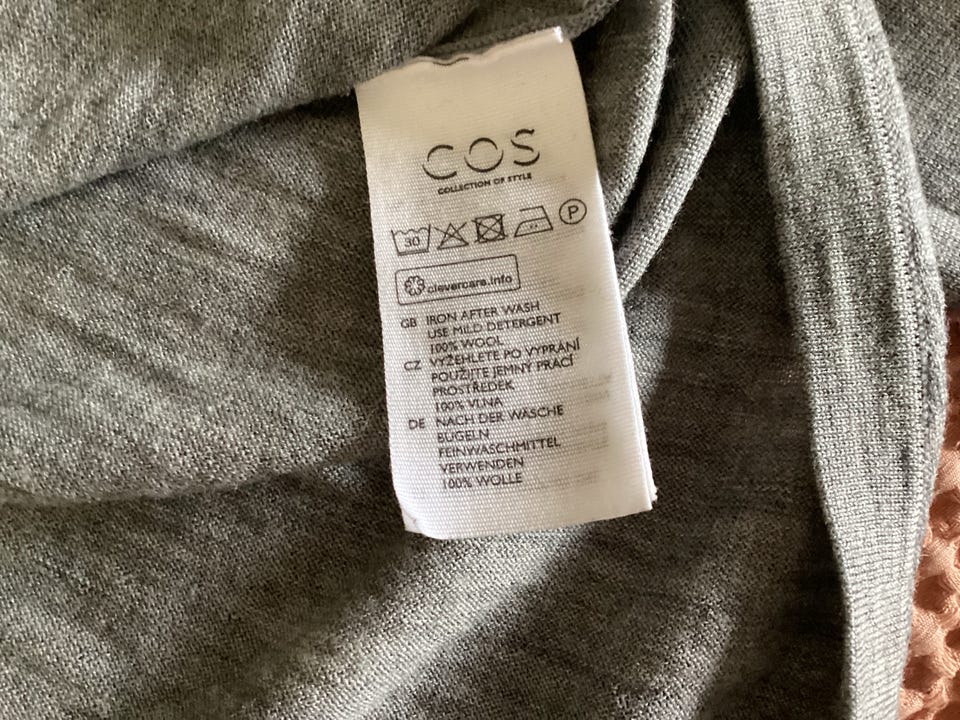 COS
COLLECTION OF STYLE
30
P
clevercare.info
GB IRON AFTER WASH
USE MILD DETERGENT
100% WOOL
CZ VYŽEHLETE PO VYPRÁNÍ
POUŽIJTE JEMNÝ PRACÍ
PROSTŘEDEK
100% VLNA
DE NACH DER WÄSCHE
BÜGELN
FEINWASCHMITTEL
VERWENDEN
100% WOLLE